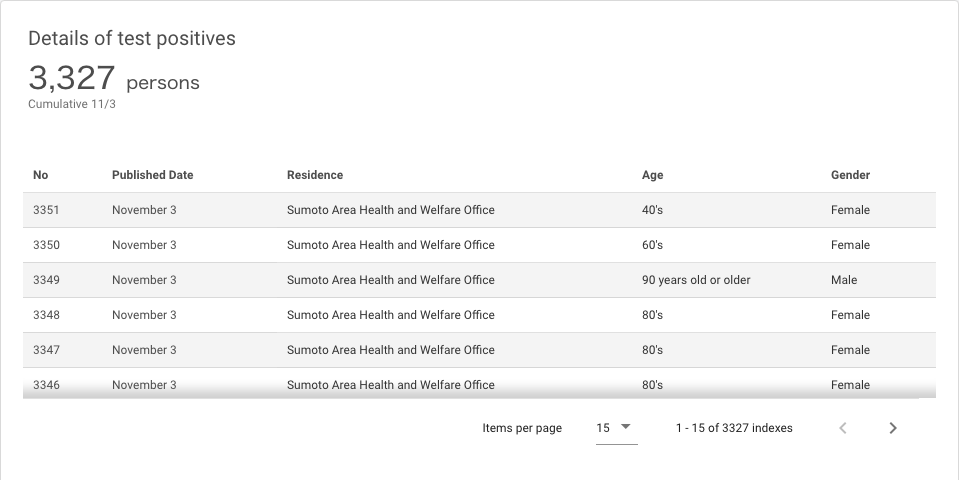 Details of test positives
3,327 persons
Cumulative 11/3
No Published Date Residence Age Gender
3351 November 3 Sumoto Area Health and Welfare Office 40's Female
3350 November 3 Sumoto Area Health and Welfare Office 60's Female
3349 November 3 Sumoto Area Health and Welfare Office 90 years old or older Male
3348 November 3 Sumoto Area Health and Welfare Office 80's Female
3347 November 3 Sumoto Area Health and Welfare Office 80's Female
3346 November 3 Sumoto Area Health and Welfare Office 80's Female
Items per page 15 1 - 15 of 3327 indexes